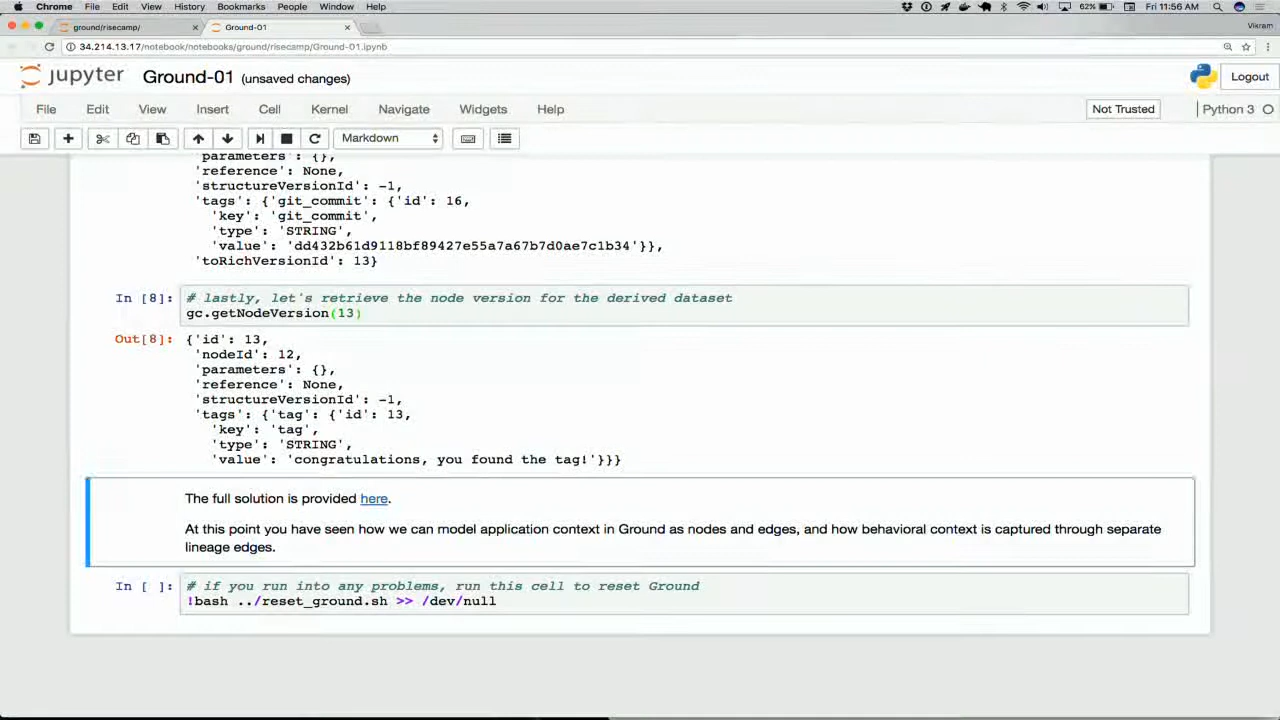 Chrome File Edit View History Bookmarks People Window Help 62% Fri 11:56 AM
ground/risecamp/ Ground-01 Vikram
34.214.13.17/notebook/notebooks/ground/risecamp/Ground-01.ipynb
jupyter Ground-01 (unsaved changes) Logout
File Edit View Insert Cell Kernel Navigate Widgets Help Not Trusted Python 3
Markdown
'parameters': {},
'reference': None,
'structureVersionId': -1,
'tags': {'git_commit': {'id': 16,
'key': 'git_commit',
'type': 'STRING',
'value': 'dd432b61d9118bf89427e55a7a67b7d0ae7c1b34'}},
'toRichVersionId': 13}
In [8]: # lastly, let's retrieve the node version for the derived dataset
gc.getNodeVersion(13)
Out[8]: {'id': 13,
'nodeId': 12,
'parameters': {},
'reference': None,
'structureVersionId': -1,
'tags': {'tag': {'id': 13,
'key': 'tag',
'type': 'STRING',
'value': 'congratulations, you found the tag!'}}}
The full solution is provided here.
At this point you have seen how we can model application context in Ground as nodes and edges, and how behavioral context is captured through separate
lineage edges.
In [ ]: # if you run into any problems, run this cell to reset Ground
!bash ../reset_ground.sh >> /dev/null